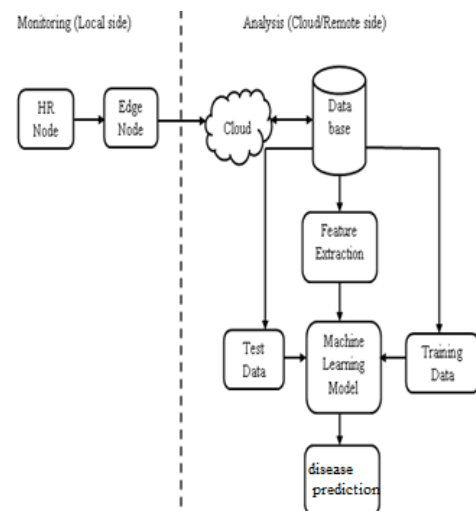 Monitoring (Local side)
Analysis (Cloud/Remote side)
HR
Node
Edge
Node
Cloud
Data
base
Feature
Extraction
Test
Data
Machine
Learning
Model
Training
Data
disease
prediction